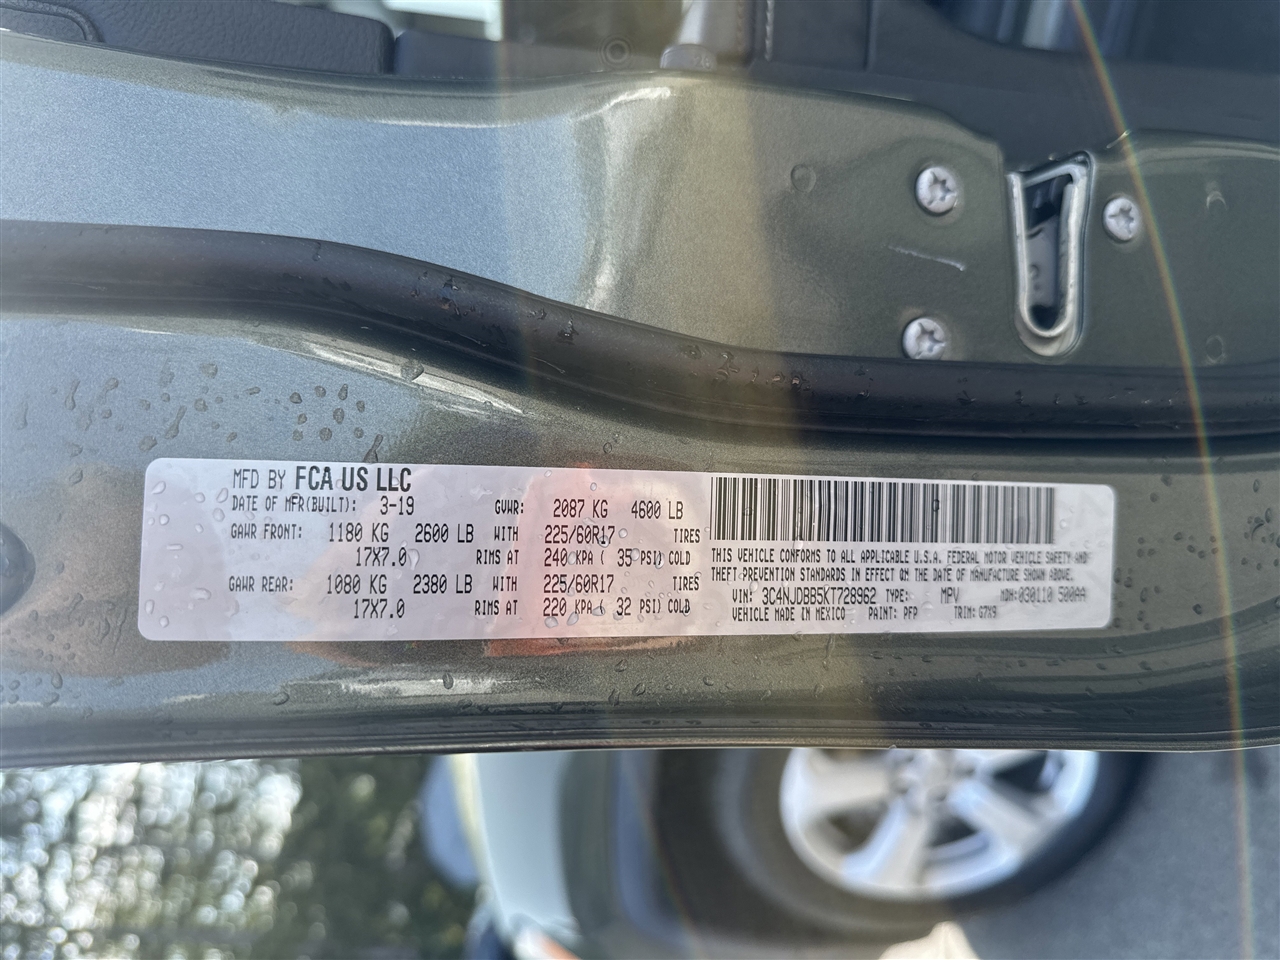 MFD BY FCA US LLC
DATE OF MFR(BUILT): 3-19 GVWR: 2087 KG 4600 LB
GAWR FRONT: 1180 KG 2600 LB WITH 225/60R17 TIRES
17X7.0 RIMS AT 240 KPA ( 35 PSI) COLD
GAWR REAR: 1080 KG 2380 LB WITH 225/60R17 TIRES
17X7.0 RIMS AT 220 KPA ( 32 PSI) COLD
THIS VEHICLE CONFORMS TO ALL APPLICABLE U.S.A. FEDERAL MOTOR VEHICLE SAFETY AND
THEFT PREVENTION STANDARDS IN EFFECT ON THE DATE OF MANUFACTURE SHOWN ABOVE.
VIN: 3C4NJDBB5KT728962 TYPE: MPV MDH: 030110 500AA
VEHICLE MADE IN MEXICO PAINT: PFP TRIM: G7X9